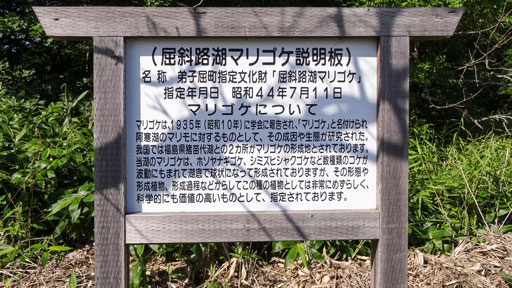 (屈斜路湖マリゴケ説明板)
名称 弟子屈町指定文化財「屈斜路湖マリゴケ」
指定年月日 昭和44年7月11日
マリゴケについて
マリゴケは、1935年(昭和10年)に学会に報告され、「マリゴケ」と名付けられ
阿寒湖のマリモに対するものとして、その成因や生態が研究された。
我国では福島県猪苗代湖との2カ所がマリゴケの形成地とされております。
当湖のマリゴケは、ホソヤナギゴケ、シミズヒシャクゴケなど数種類のコケが
波動にもまれて湖底で球状になって形成されておりますが、その形態や
形成植物、形成過程などからしてこの種の植物としては非常にめずらしく、
科学的にも価値の高いものとして、指定されております。